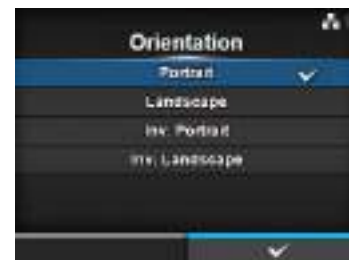 Orientation
Portrait
Landscape
Inv. Portrait
Inv. Landscape